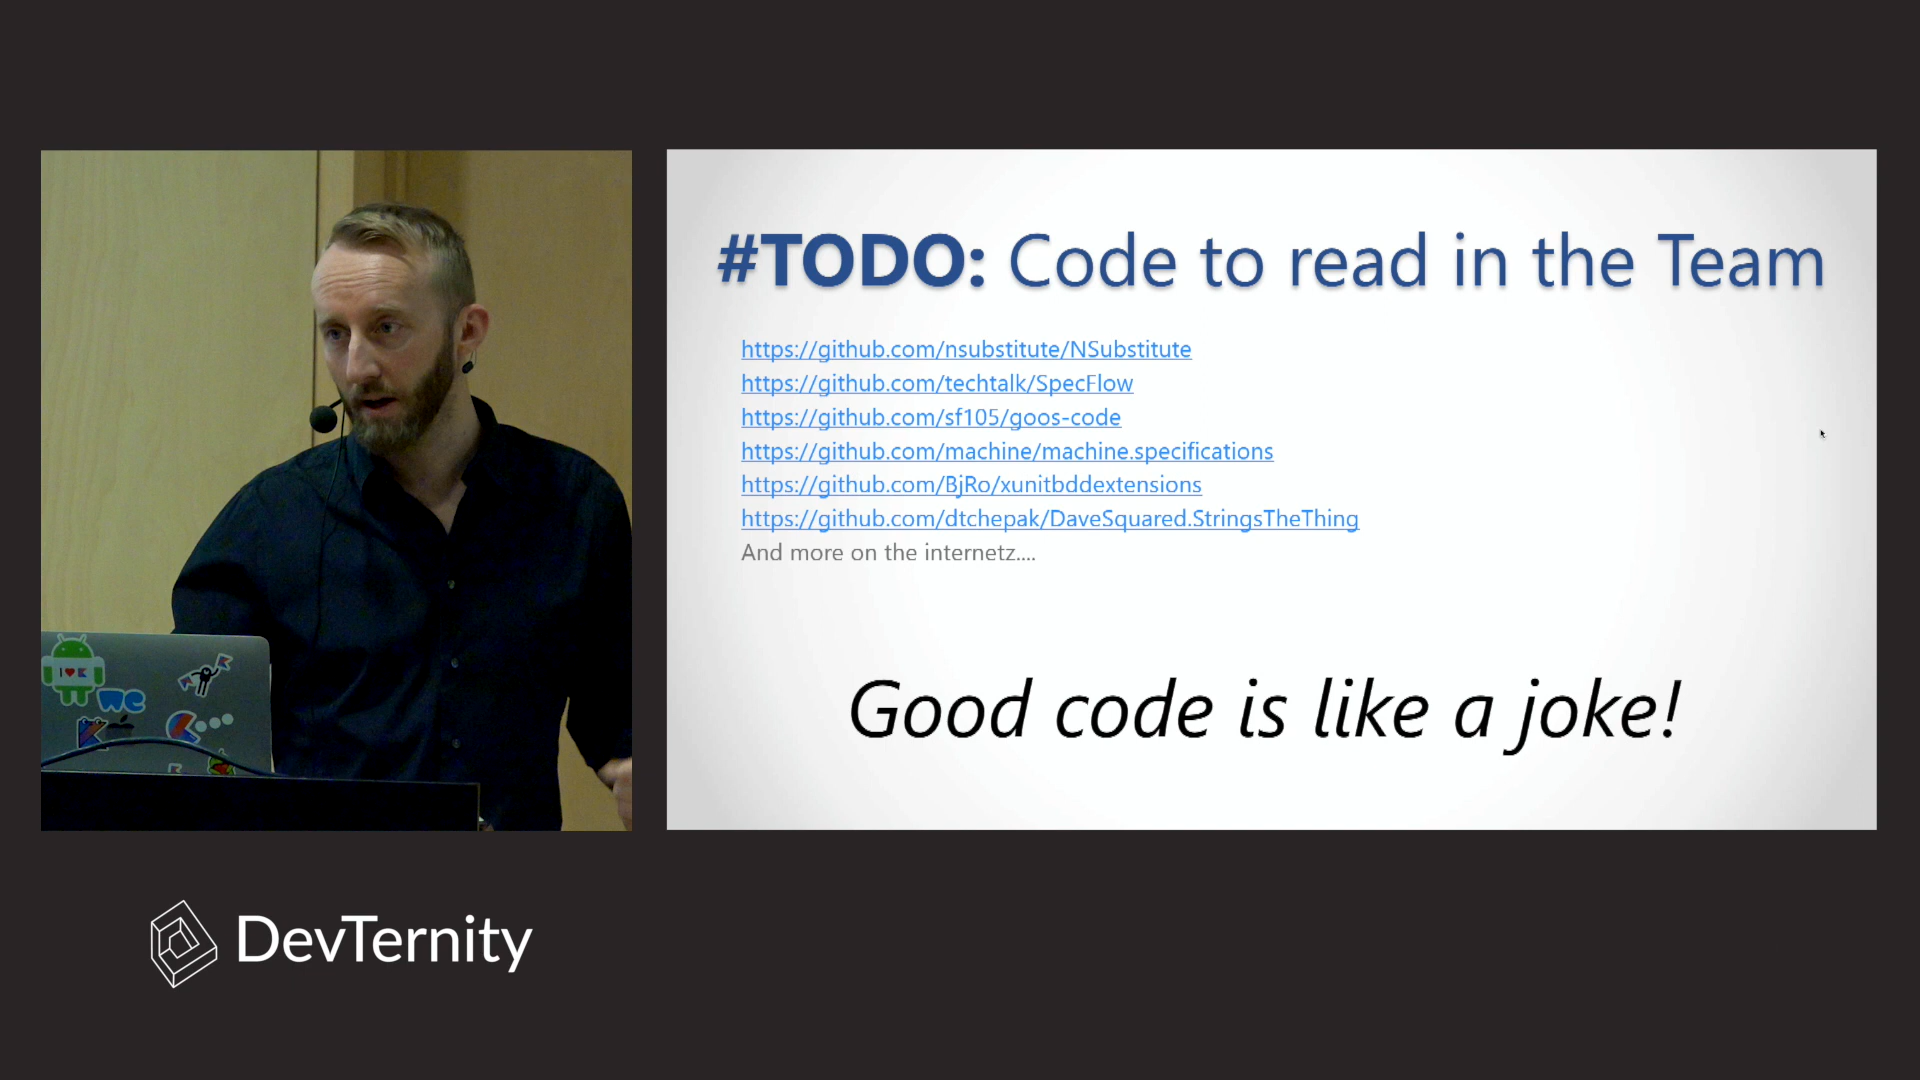 #TODO: Code to read in the Team
https://github.com/nsubstitute/NSubstitute
https://github.com/techtalk/SpecFlow
https://github.com/sf105/goos-code
https://github.com/machine/machine.specifications
https://github.com/BjRo/xunitbddextensions
https://github.com/dtchepak/DaveSquared.StringsTheThing
And more on the internetz....
Good code is like a joke!
I ♥ K
WC
DevTernity